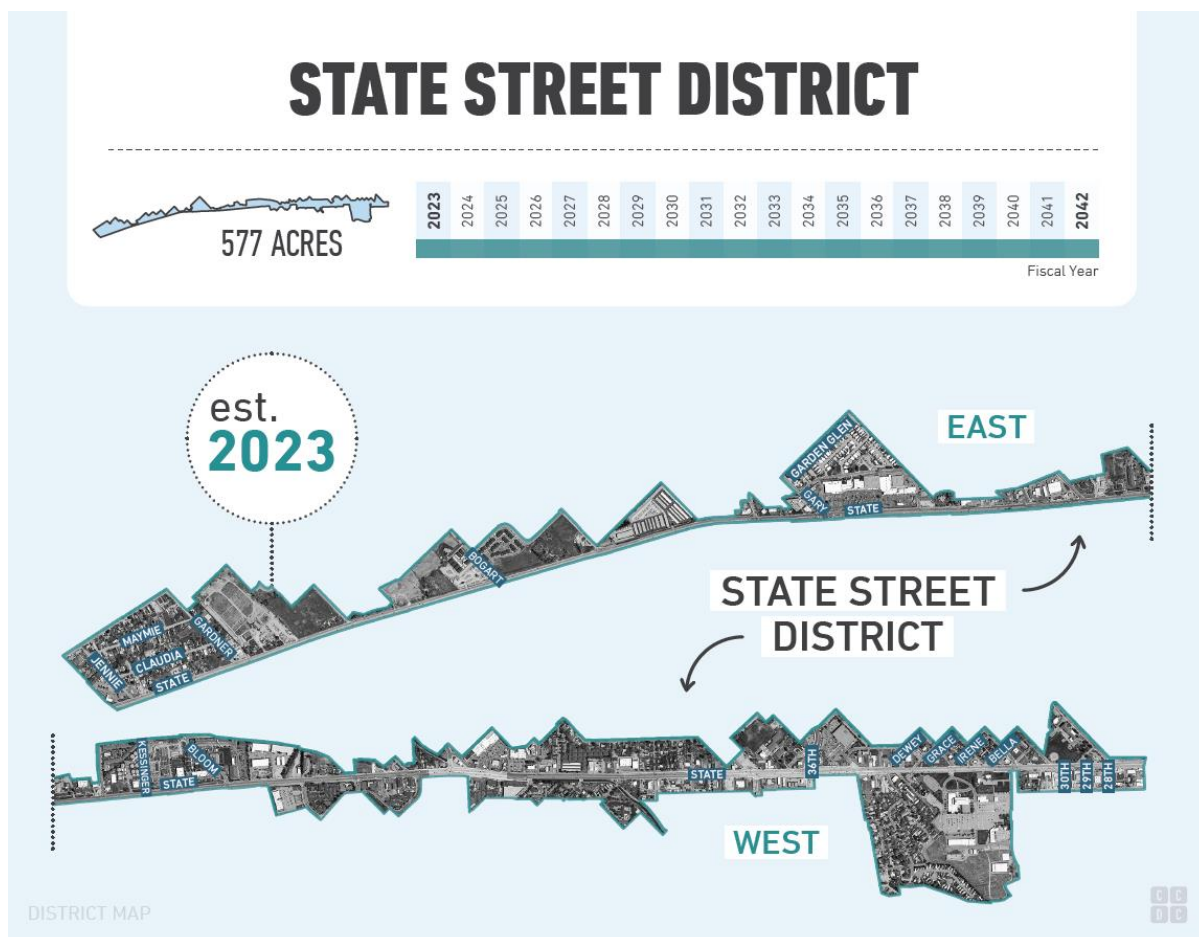 STATE STREET DISTRICT
577 ACRES
2023
2024
2025
2026
2027
2028
2029
2030
2031
2032
2033
2034
2035
2036
2037
2038
2039
2040
2041
2042
Fiscal Year
est.
2023
EAST
GARDEN GLEN
GARY
STATE
BOGART
GARDNER
MAYMIE
JENNIE
CLAUDIA
STATE
STATE STREET
DISTRICT
KESSINGER
BLOOM
STATE
STATE
36TH
DEWEY
GRACE
IRENE
BELLA
30TH
29TH
28TH
WEST
DISTRICT MAP
CC
DC